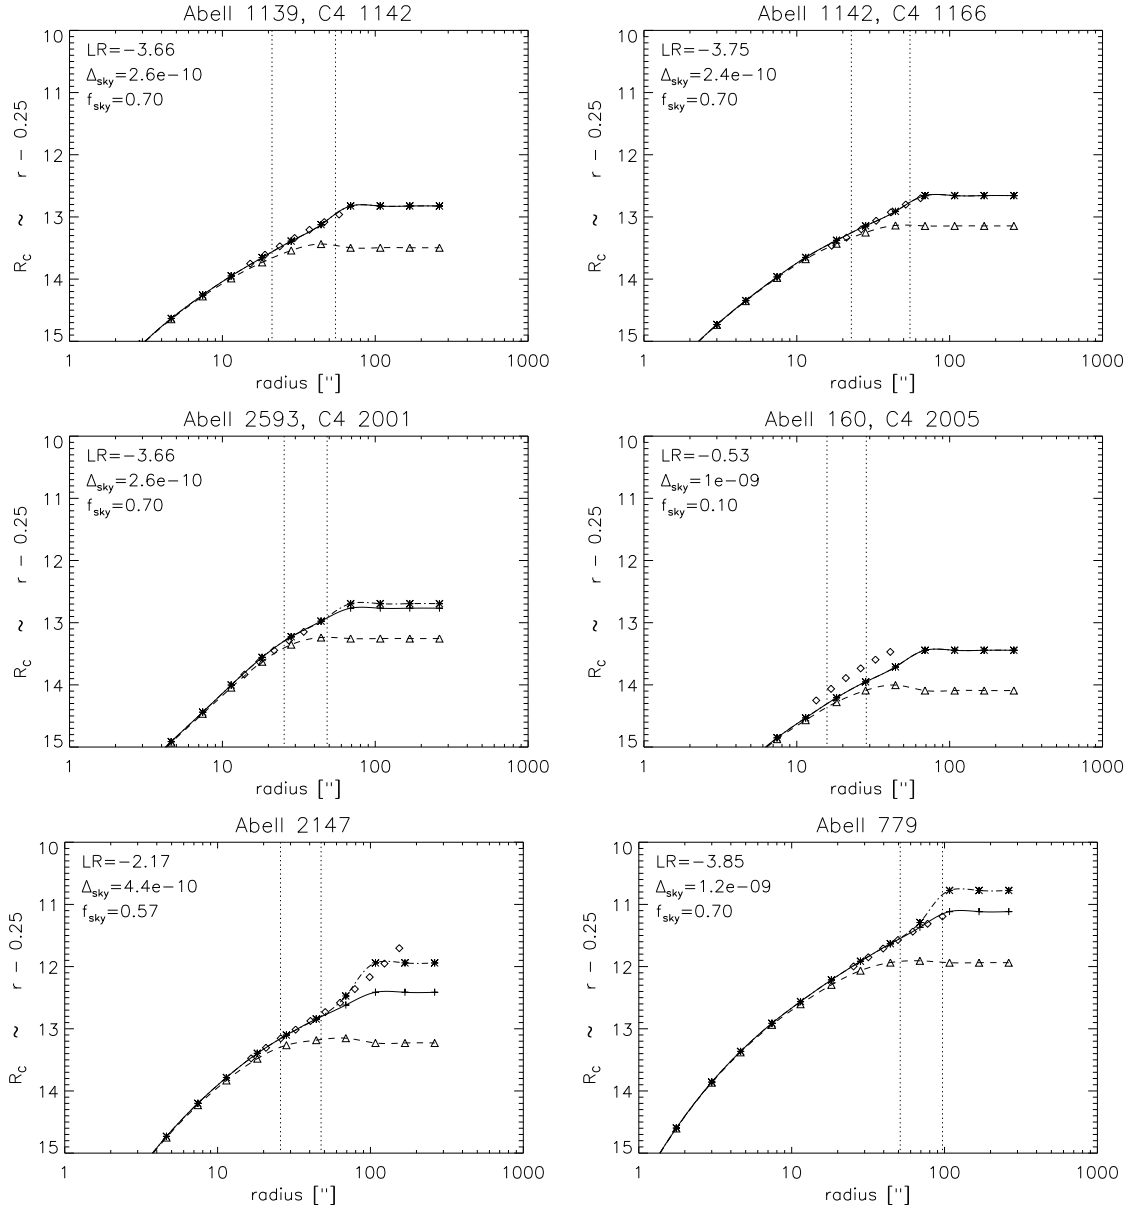 Abell 1139, C4 1142
LR=−3.66
Δsky=2.6e−10
fsky=0.70
10
11
12
13
14
15
R_C ~ r − 0.25
1 10 100 1000
radius ["]
Abell 1142, C4 1166
LR=−3.75
Δsky=2.4e−10
fsky=0.70
10
11
12
13
14
15
R_C ~ r − 0.25
1 10 100 1000
radius ["]
Abell 2593, C4 2001
LR=−3.66
Δsky=2.6e−10
fsky=0.70
10
11
12
13
14
15
R_C ~ r − 0.25
1 10 100 1000
radius ["]
Abell 160, C4 2005
LR=−0.53
Δsky=1e−09
fsky=0.10
10
11
12
13
14
15
R_C ~ r − 0.25
1 10 100 1000
radius ["]
Abell 2147
LR=−2.17
Δsky=4.4e−10
fsky=0.57
10
11
12
13
14
15
R_C ~ r − 0.25
1 10 100 1000
radius ["]
Abell 779
LR=−3.85
Δsky=1.2e−09
fsky=0.70
10
11
12
13
14
15
R_C ~ r − 0.25
1 10 100 1000
radius ["]